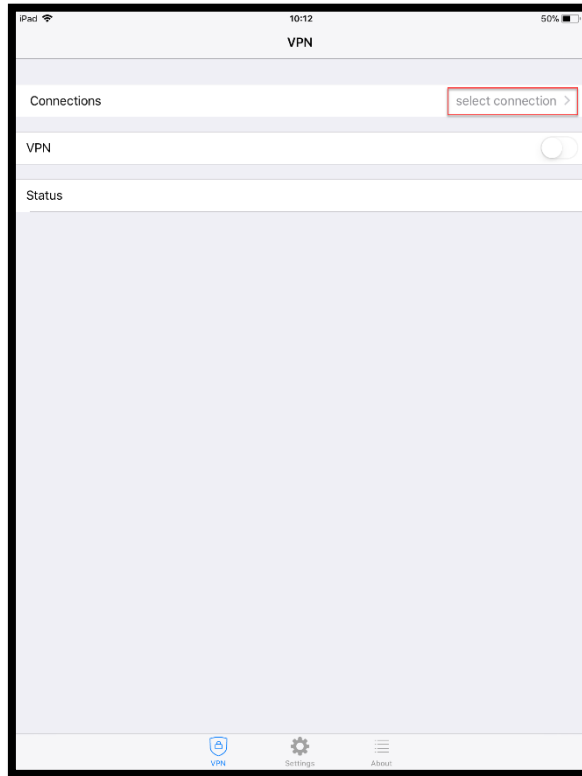 iPad 10:12 50%
VPN
Connections select connection >
VPN
Status
VPN Settings About